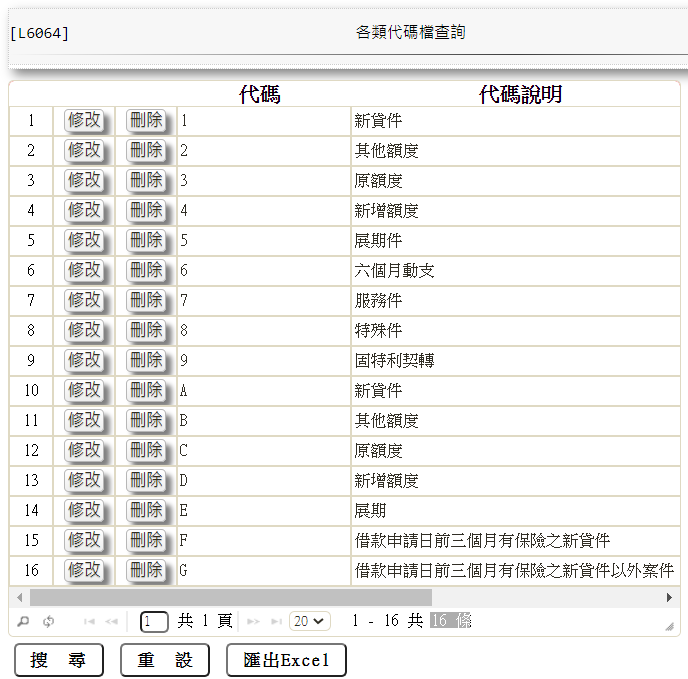 [L6064] 各類代碼檔查詢
代碼 代碼說明
1 修改 刪除 1 新貸件
2 修改 刪除 2 其他額度
3 修改 刪除 3 原額度
4 修改 刪除 4 新增額度
5 修改 刪除 5 展期件
6 修改 刪除 6 六個月動支
7 修改 刪除 7 服務件
8 修改 刪除 8 特殊件
9 修改 刪除 9 固特利契轉
10 修改 刪除 A 新貸件
11 修改 刪除 B 其他額度
12 修改 刪除 C 原額度
13 修改 刪除 D 新增額度
14 修改 刪除 E 展期
15 修改 刪除 F 借款申請日前三個月有保險之新貸件
16 修改 刪除 G 借款申請日前三個月有保險之新貸件以外案件
1 共 1 頁 20 1 - 16 共 16 條
搜 尋 重 設 匯出Excel